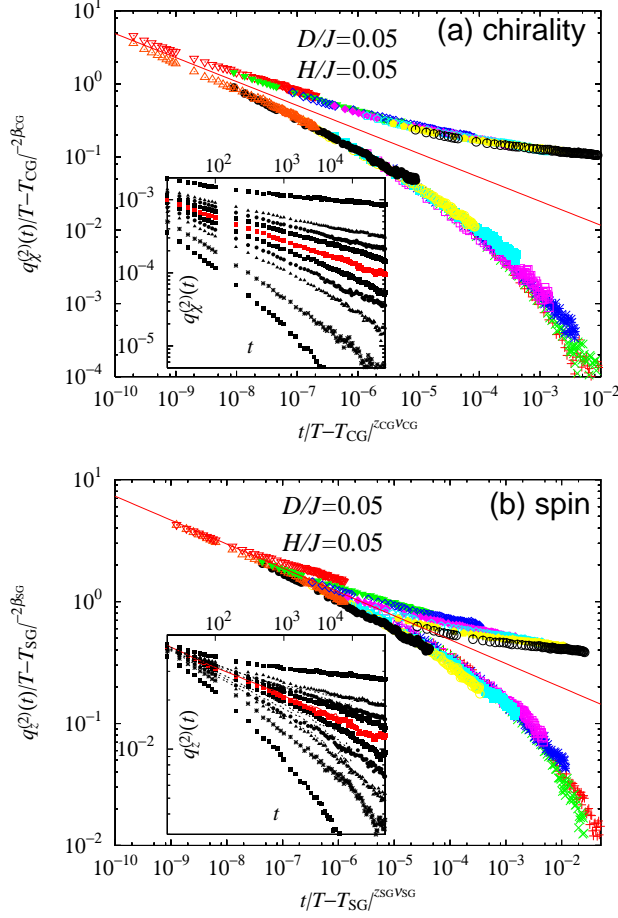 (a) chirality
D/J=0.05
H/J=0.05
q_χ^(2)(t)/|T−T_CG|^−2β_CG
10^1
10^0
10^−1
10^−2
10^−3
10^−4
10^2 10^3 10^4
10^−3
10^−4
10^−5
q_χ^(2)(t)
t
10^−10 10^−9 10^−8 10^−7 10^−6 10^−5 10^−4 10^−3 10^−2
t/T−T_CG/^z_CGν_CG
(b) spin
D/J=0.05
H/J=0.05
q_z^(2)(t)/T−T_SG/^−2β_SG
10^1
10^0
10^−1
10^−2
10^2 10^3 10^4
10^−2
q_z^(2)(t)
t
10^−10 10^−9 10^−8 10^−7 10^−6 10^−5 10^−4 10^−3 10^−2
t/T−T_SG/^z_SGν_SG